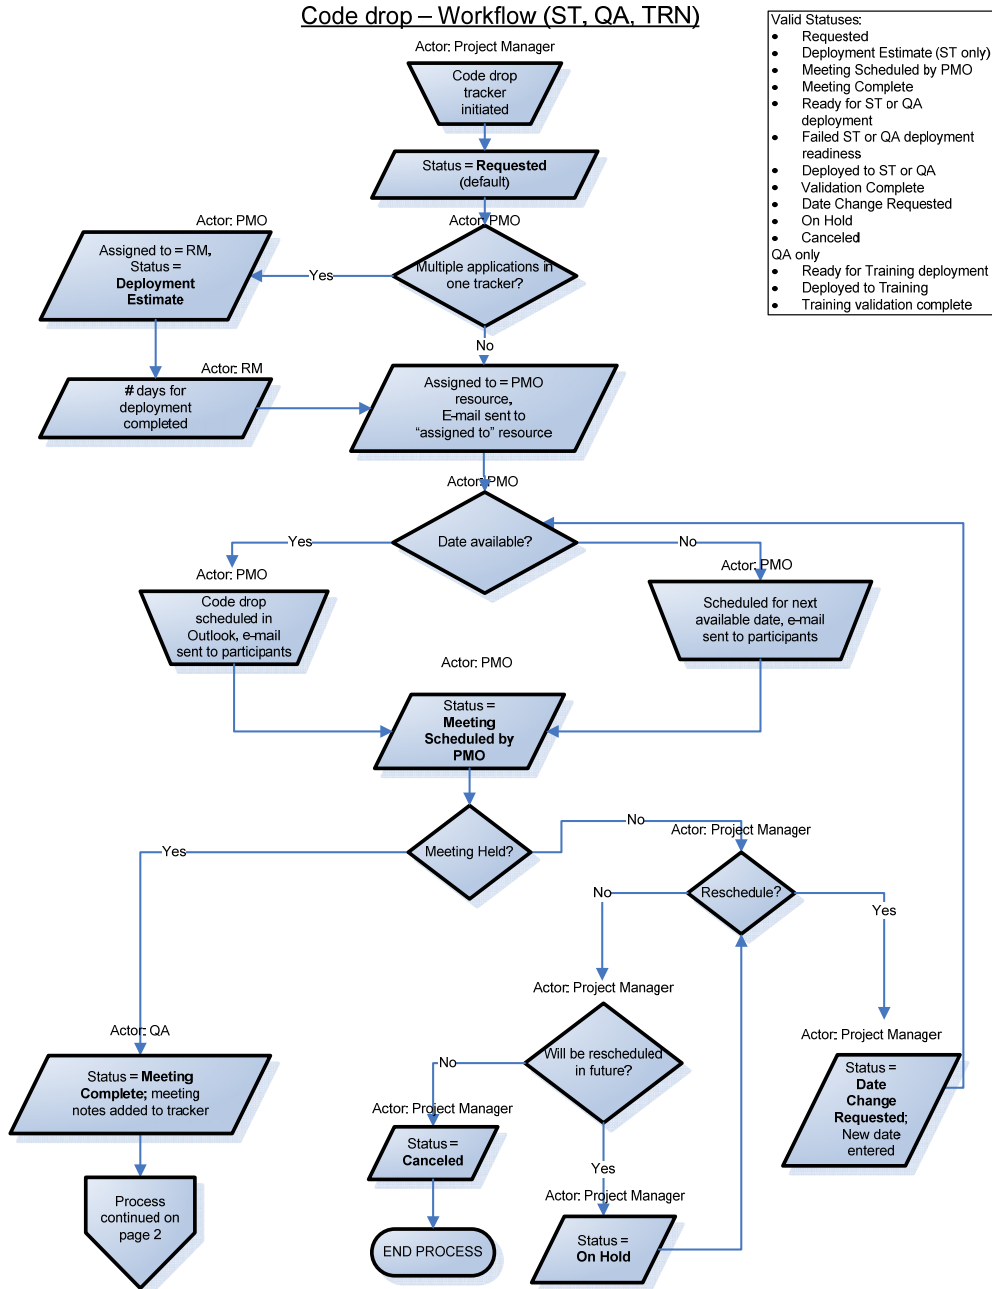 Code drop – Workflow (ST, QA, TRN)
Actor: Project Manager
Code drop
tracker
initiated
Valid Statuses:
• Requested
• Deployment Estimate (ST only)
• Meeting Scheduled by PMO
• Meeting Complete
• Ready for ST or QA
deployment
• Failed ST or QA deployment
readiness
• Deployed to ST or QA
• Validation Complete
• Date Change Requested
• On Hold
• Canceled
QA only
• Ready for Training deployment
• Deployed to Training
• Training validation complete
Status = Requested
(default)
Actor: PMO
Multiple applications in
one tracker?
Yes
No
Actor: PMO
Assigned to = RM,
Status =
Deployment
Estimate
Actor: RM
# days for
deployment
completed
Assigned to = PMO
resource,
E-mail sent to
“assigned to” resource
Actor: PMO
Date available?
Yes
No
Actor: PMO
Code drop
scheduled in
Outlook, e-mail
sent to participants
Actor: PMO
Scheduled for next
available date, e-mail
sent to participants
Actor: PMO
Status =
Meeting
Scheduled by
PMO
Meeting Held?
Yes
No
Actor: Project Manager
Reschedule?
No
Yes
Actor: Project Manager
Will be rescheduled
in future?
No
Yes
Actor: Project Manager
Status =
Date
Change
Requested;
New date
entered
Actor: QA
Status = Meeting
Complete; meeting
notes added to tracker
Process
continued on
page 2
Actor: Project Manager
Status =
Canceled
END PROCESS
Actor: Project Manager
Status =
On Hold